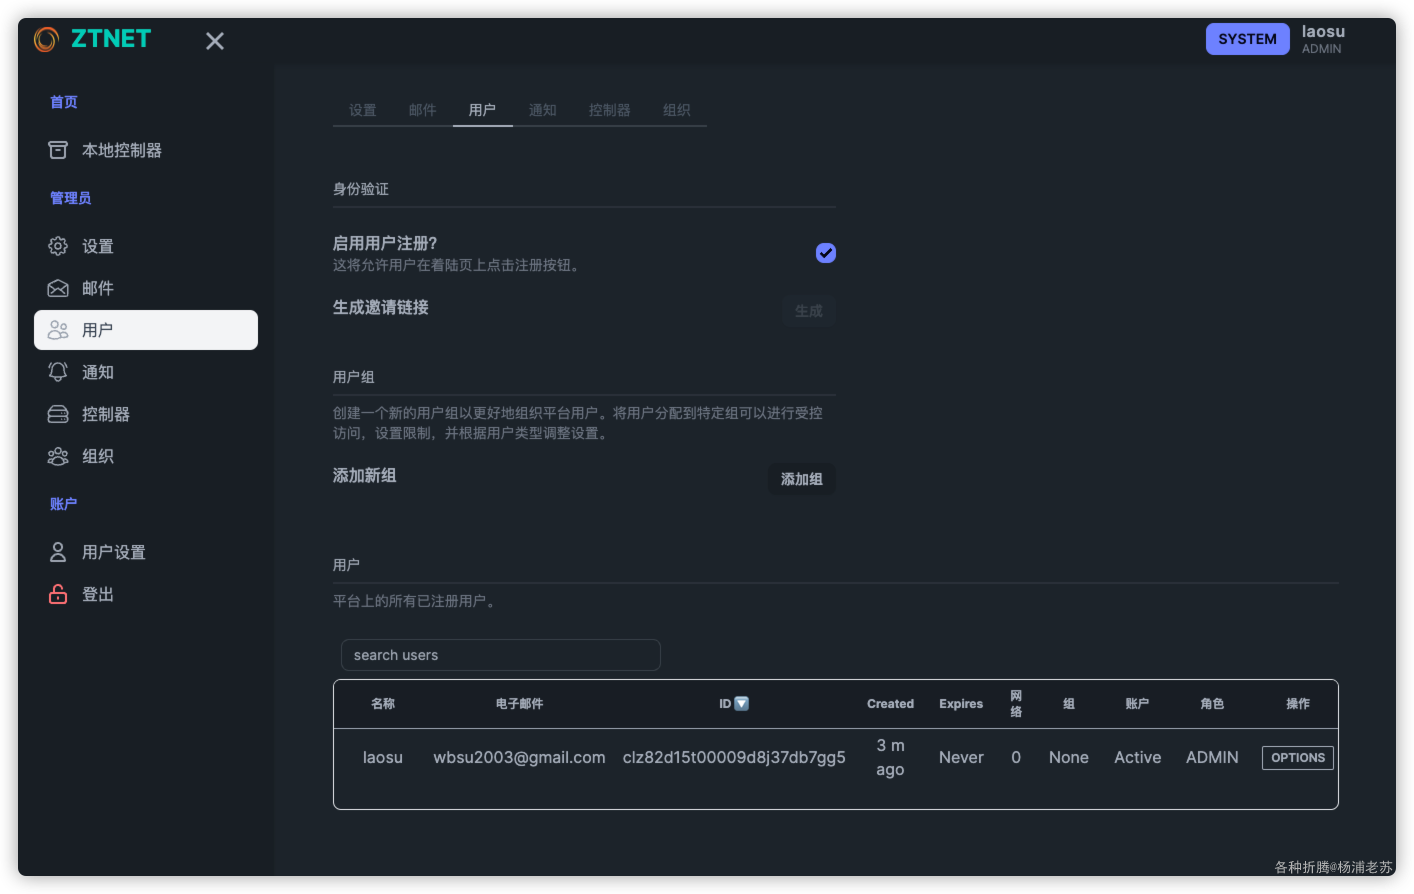 ZTNET
SYSTEM
laosu
ADMIN
首页
本地控制器
管理员
设置
邮件
用户
通知
控制器
组织
账户
用户设置
登出
设置 邮件 用户 通知 控制器 组织
身份验证
启用用户注册?
这将允许用户在着陆页上点击注册按钮。
生成邀请链接
生成
用户组
创建一个新的用户组以更好地组织平台用户。将用户分配到特定组可以进行受控
访问，设置限制，并根据用户类型调整设置。
添加新组
添加组
用户
平台上的所有已注册用户。
search users
名称 电子邮件 ID Created Expires 网络 组 账户 角色 操作
laosu wbsu2003@gmail.com clz82d15t00009d8j37db7gg5 3 m ago Never 0 None Active ADMIN OPTIONS
各种折腾@杨浦老苏